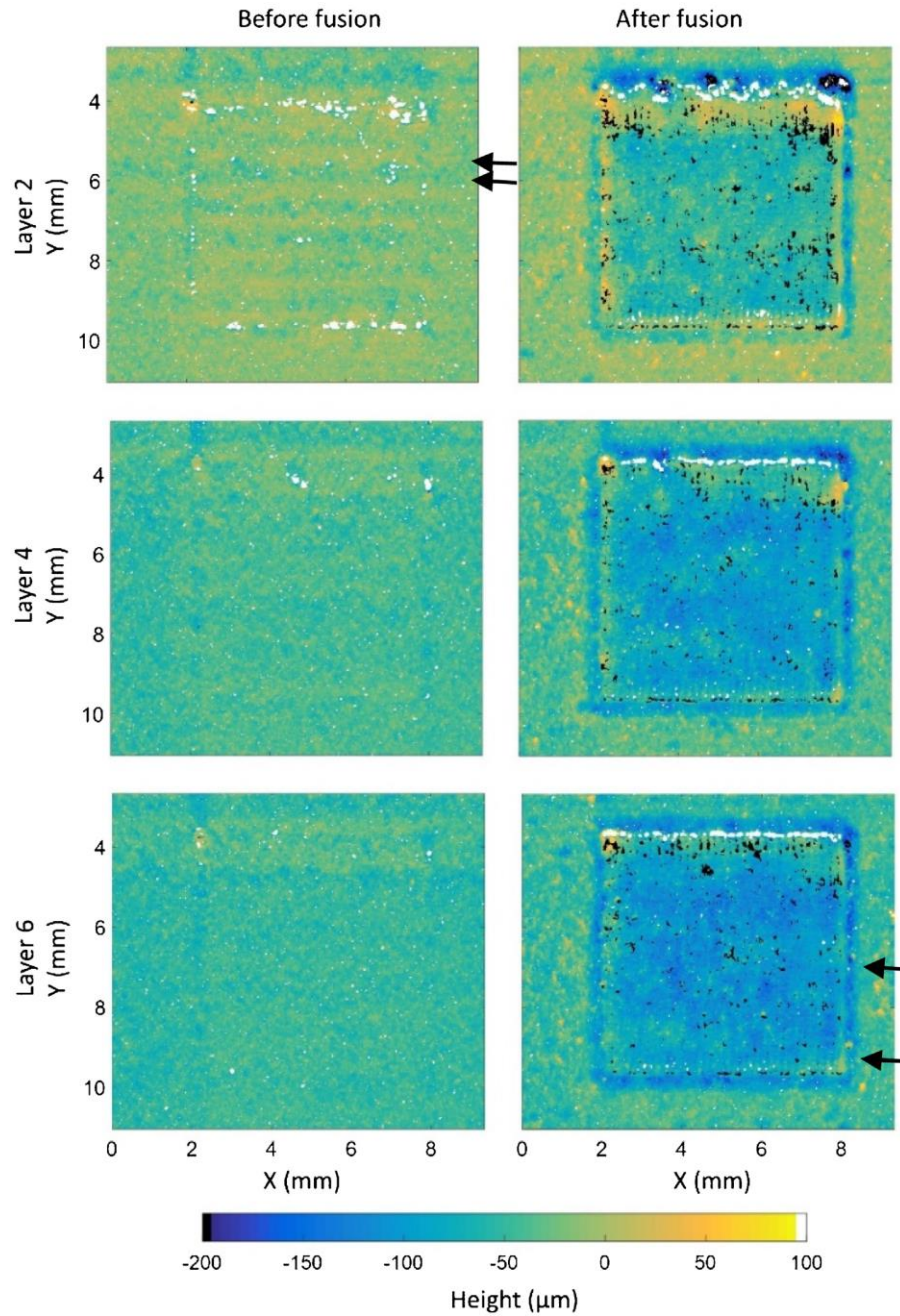 Before fusion
After fusion
Layer 2
Y (mm)
4
6
8
10
Layer 4
Y (mm)
4
6
8
10
Layer 6
Y (mm)
4
6
8
10
0 2 4 6 8
0 2 4 6 8
X (mm)
X (mm)
-200 -150 -100 -50 0 50 100
Height (μm)